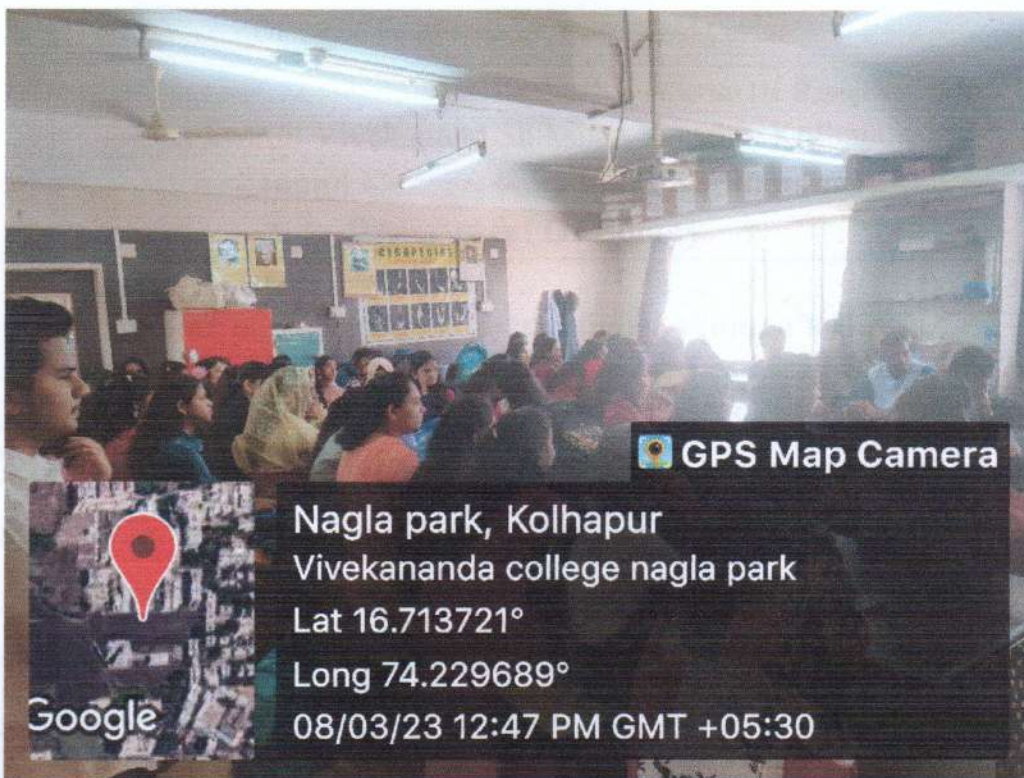 GPS Map Camera
Nagla park, Kolhapur
Vivekananda college nagla park
Lat 16.713721°
Long 74.229689°
08/03/23 12:47 PM GMT +05:30
Google